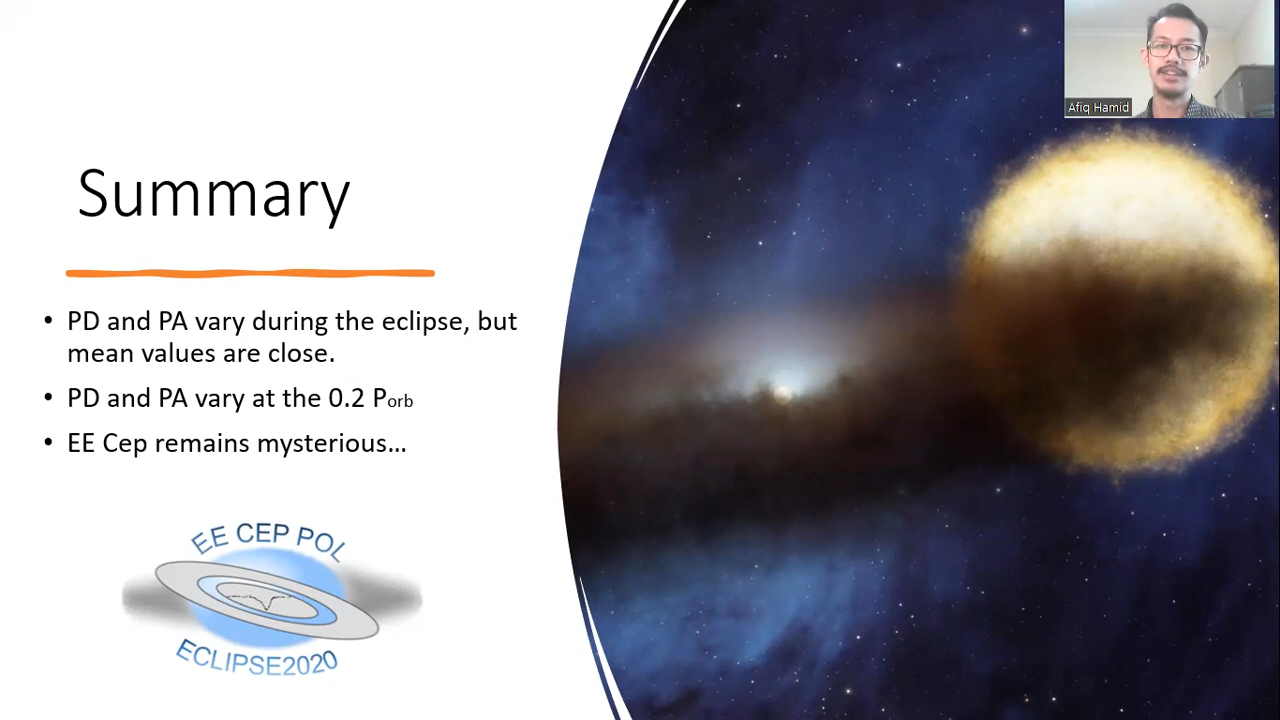 Afiq Hamid
Summary
• PD and PA vary during the eclipse, but
mean values are close.
• PD and PA vary at the 0.2 Porb
• EE Cep remains mysterious...
EE CEP POL
ECLIPSE2020